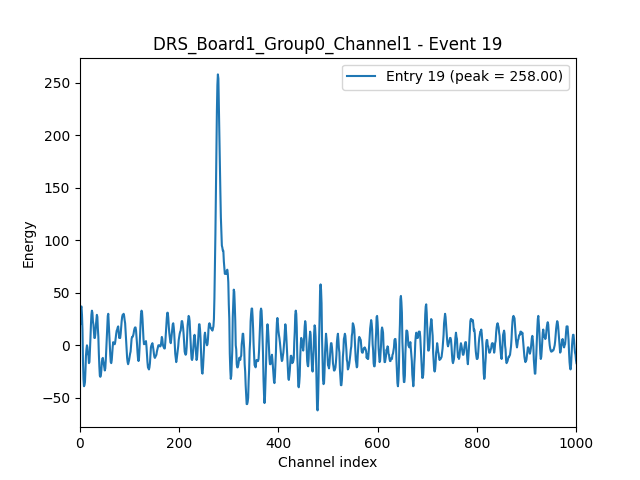 DRS_Board1_Group0_Channel1 - Event 19
Entry 19 (peak = 258.00)
Energy
250
200
150
100
50
0
−50
0 200 400 600 800 1000
Channel index